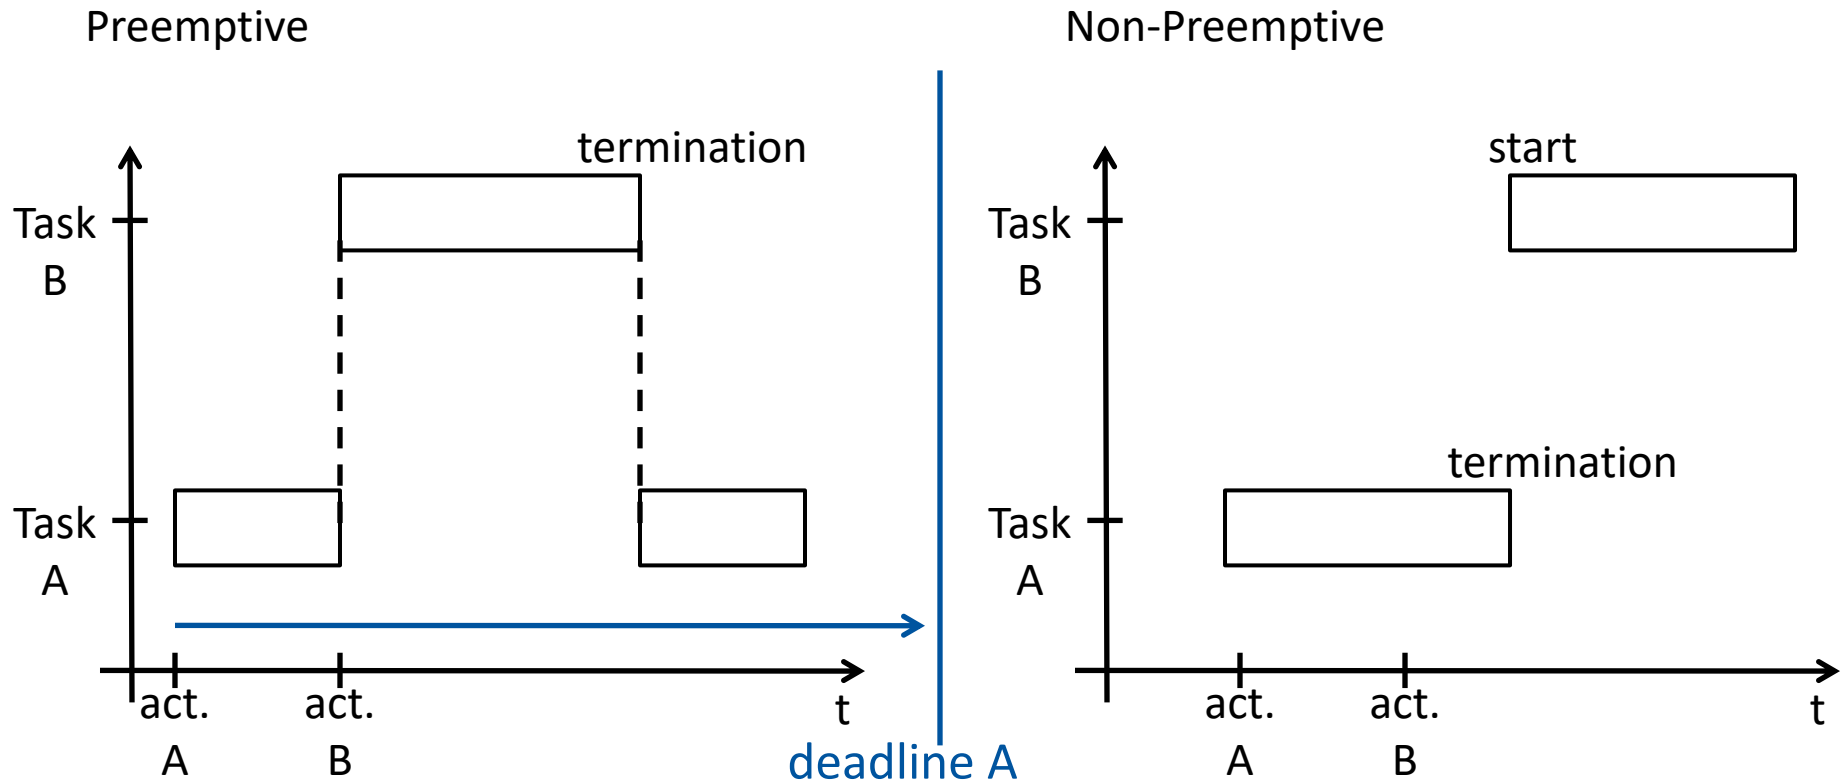 Preemptive
termination
Task
B
Task
A
act.
A
act.
B
t
deadline A
Non-Preemptive
start
Task
B
termination
Task
A
act.
A
act.
B
t